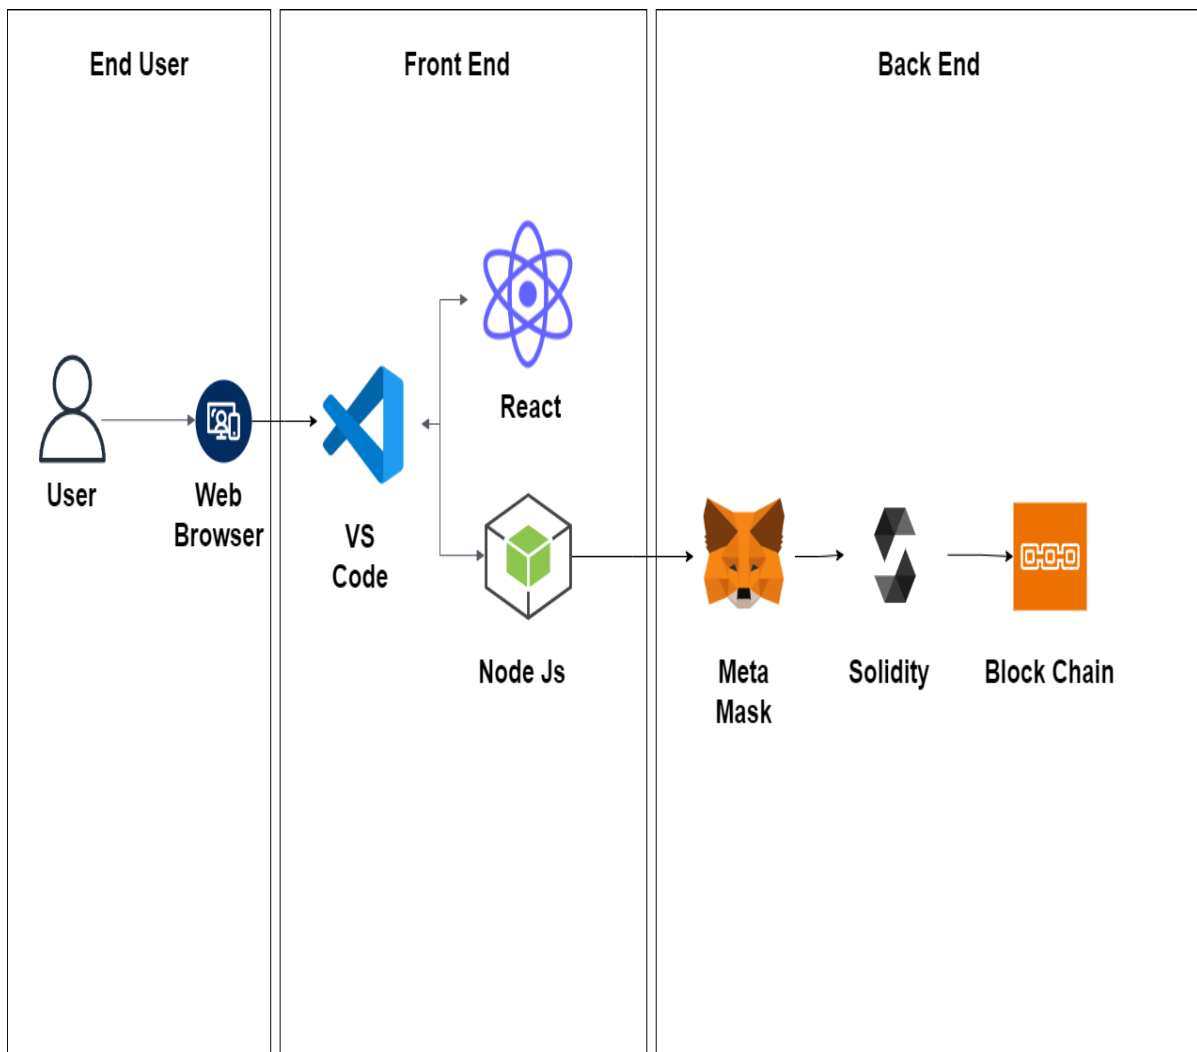 End User
Front End
Back End
React
User
Web
Browser
VS
Code
Node Js
Meta
Mask
Solidity
Block Chain